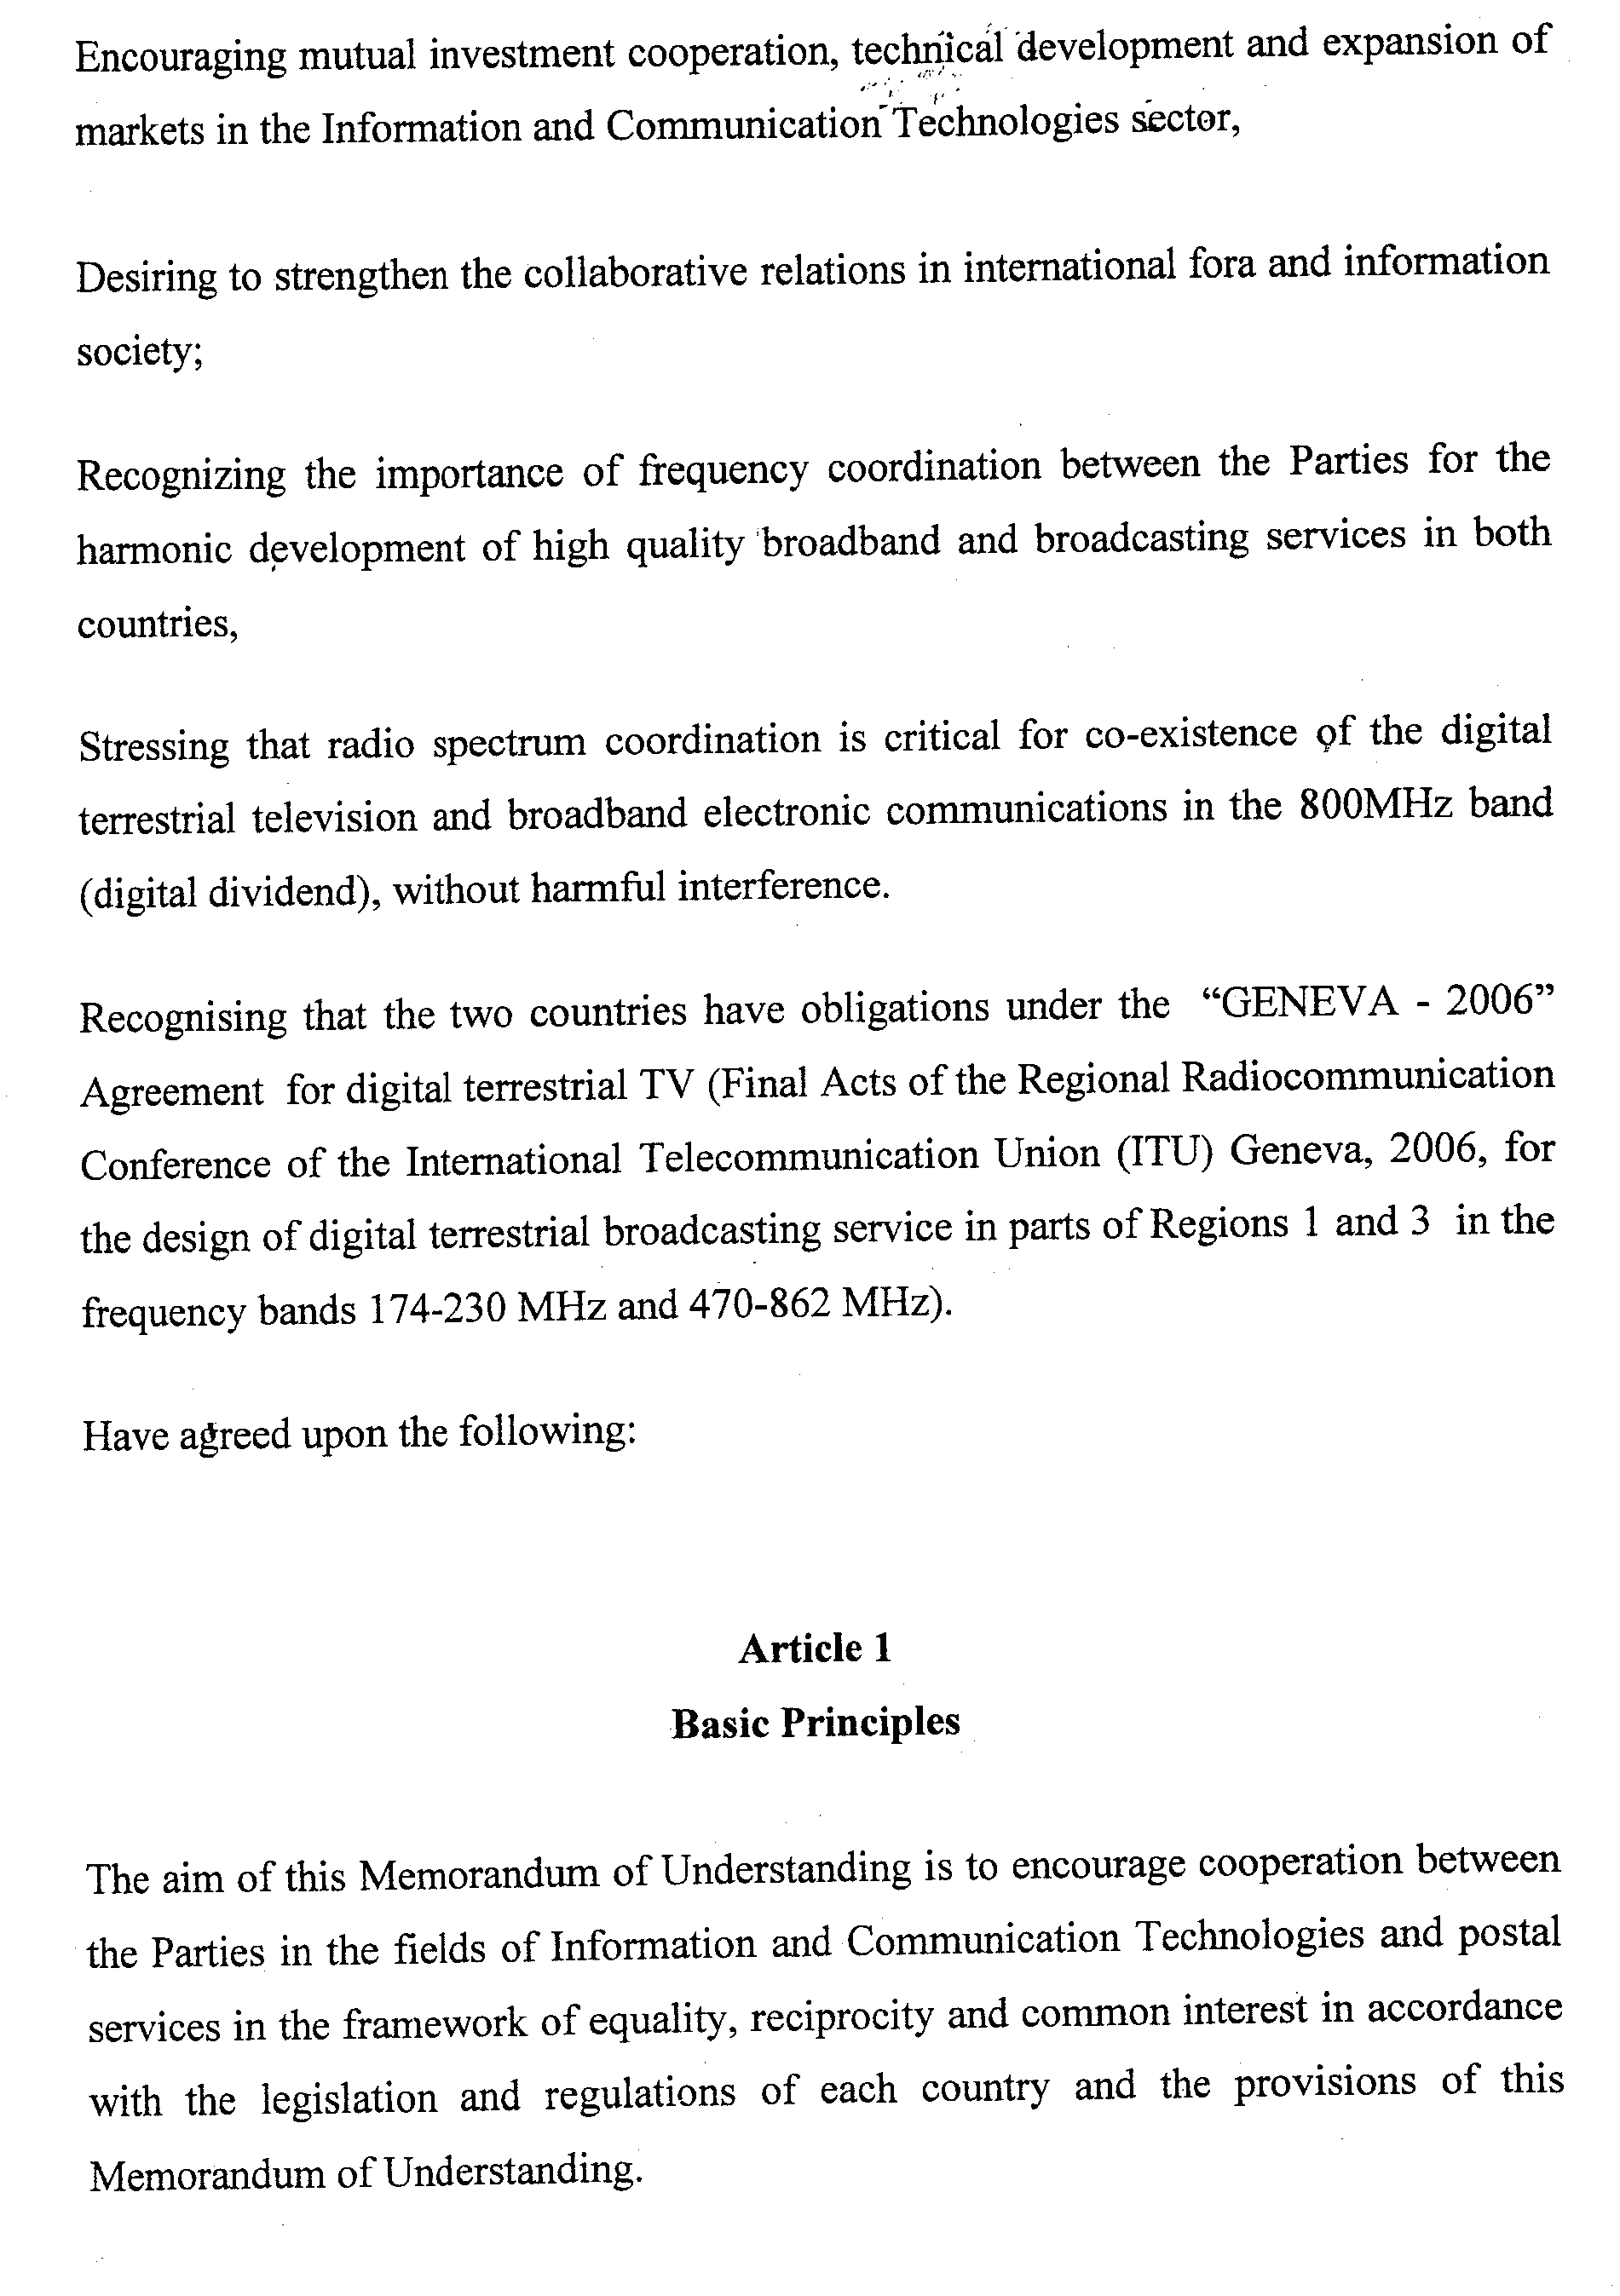 Encouraging mutual investment cooperation, technical development and expansion of
markets in the Information and Communication Technologies sector,
Desiring to strengthen the collaborative relations in international fora and information
society;
Recognizing the importance of frequency coordination between the Parties for the
harmonic development of high quality broadband and broadcasting services in both
countries,
Stressing that radio spectrum coordination is critical for co-existence of the digital
terrestrial television and broadband electronic communications in the 800MHz band
(digital dividend), without harmful interference.
Recognising that the two countries have obligations under the “GENEVA - 2006”
Agreement for digital terrestrial TV (Final Acts of the Regional Radiocommunication
Conference of the International Telecommunication Union (ITU) Geneva, 2006, for
the design of digital terrestrial broadcasting service in parts of Regions 1 and 3 in the
frequency bands 174-230 MHz and 470-862 MHz).
Have agreed upon the following:
Article 1
Basic Principles
The aim of this Memorandum of Understanding is to encourage cooperation between
the Parties in the fields of Information and Communication Technologies and postal
services in the framework of equality, reciprocity and common interest in accordance
with the legislation and regulations of each country and the provisions of this
Memorandum of Understanding.